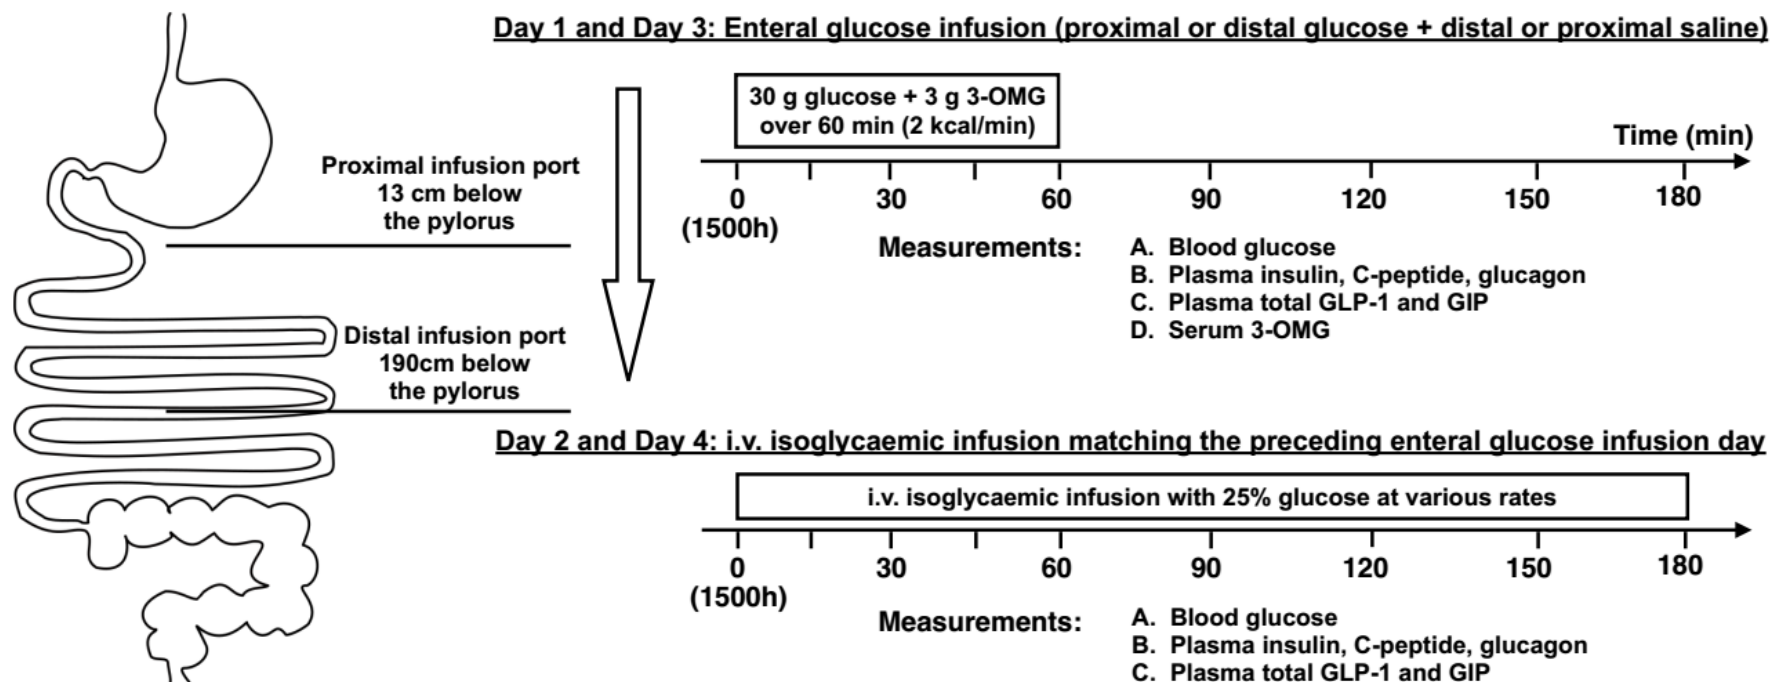 Day 1 and Day 3: Enteral glucose infusion (proximal or distal glucose + distal or proximal saline)
30 g glucose + 3 g 3-OMG
over 60 min (2 kcal/min)
Time (min)
0 30 60 90 120 150 180
(1500h)
Proximal infusion port
13 cm below
the pylorus
Measurements:
A. Blood glucose
B. Plasma insulin, C-peptide, glucagon
C. Plasma total GLP-1 and GIP
D. Serum 3-OMG
Distal infusion port
190cm below
the pylorus
Day 2 and Day 4: i.v. isoglycaemic infusion matching the preceding enteral glucose infusion day
i.v. isoglycaemic infusion with 25% glucose at various rates
0 30 60 90 120 150 180
(1500h)
Measurements:
A. Blood glucose
B. Plasma insulin, C-peptide, glucagon
C. Plasma total GLP-1 and GIP